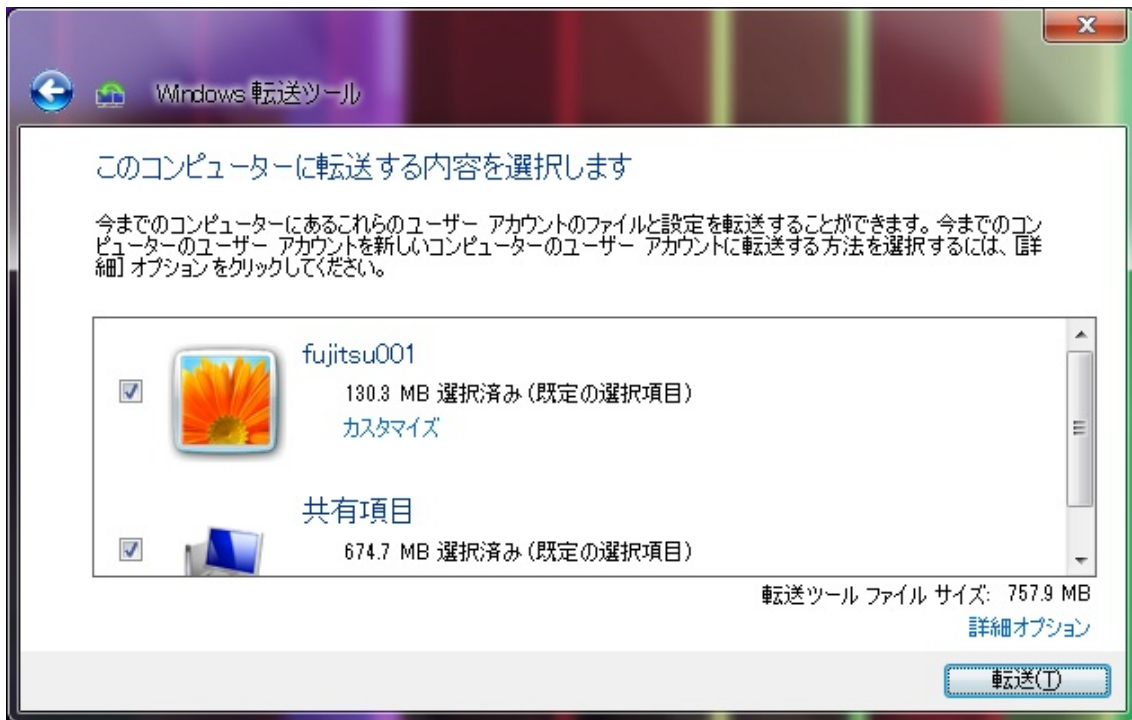 Windows 転送ツール
このコンピューターに転送する内容を選択します
今までのコンピューターにあるこれらのユーザー アカウントのファイルと設定を転送することができます。今までのコン
ピューターのユーザー アカウントを新しいコンピューターのユーザー アカウントに転送する方法を選択するには、[詳
細] オプションをクリックしてください。
fujitsu001
130.3 MB 選択済み (既定の選択項目)
カスタマイズ
共有項目
674.7 MB 選択済み (既定の選択項目)
転送ツール ファイル サイズ: 757.9 MB
詳細オプション
転送(T)